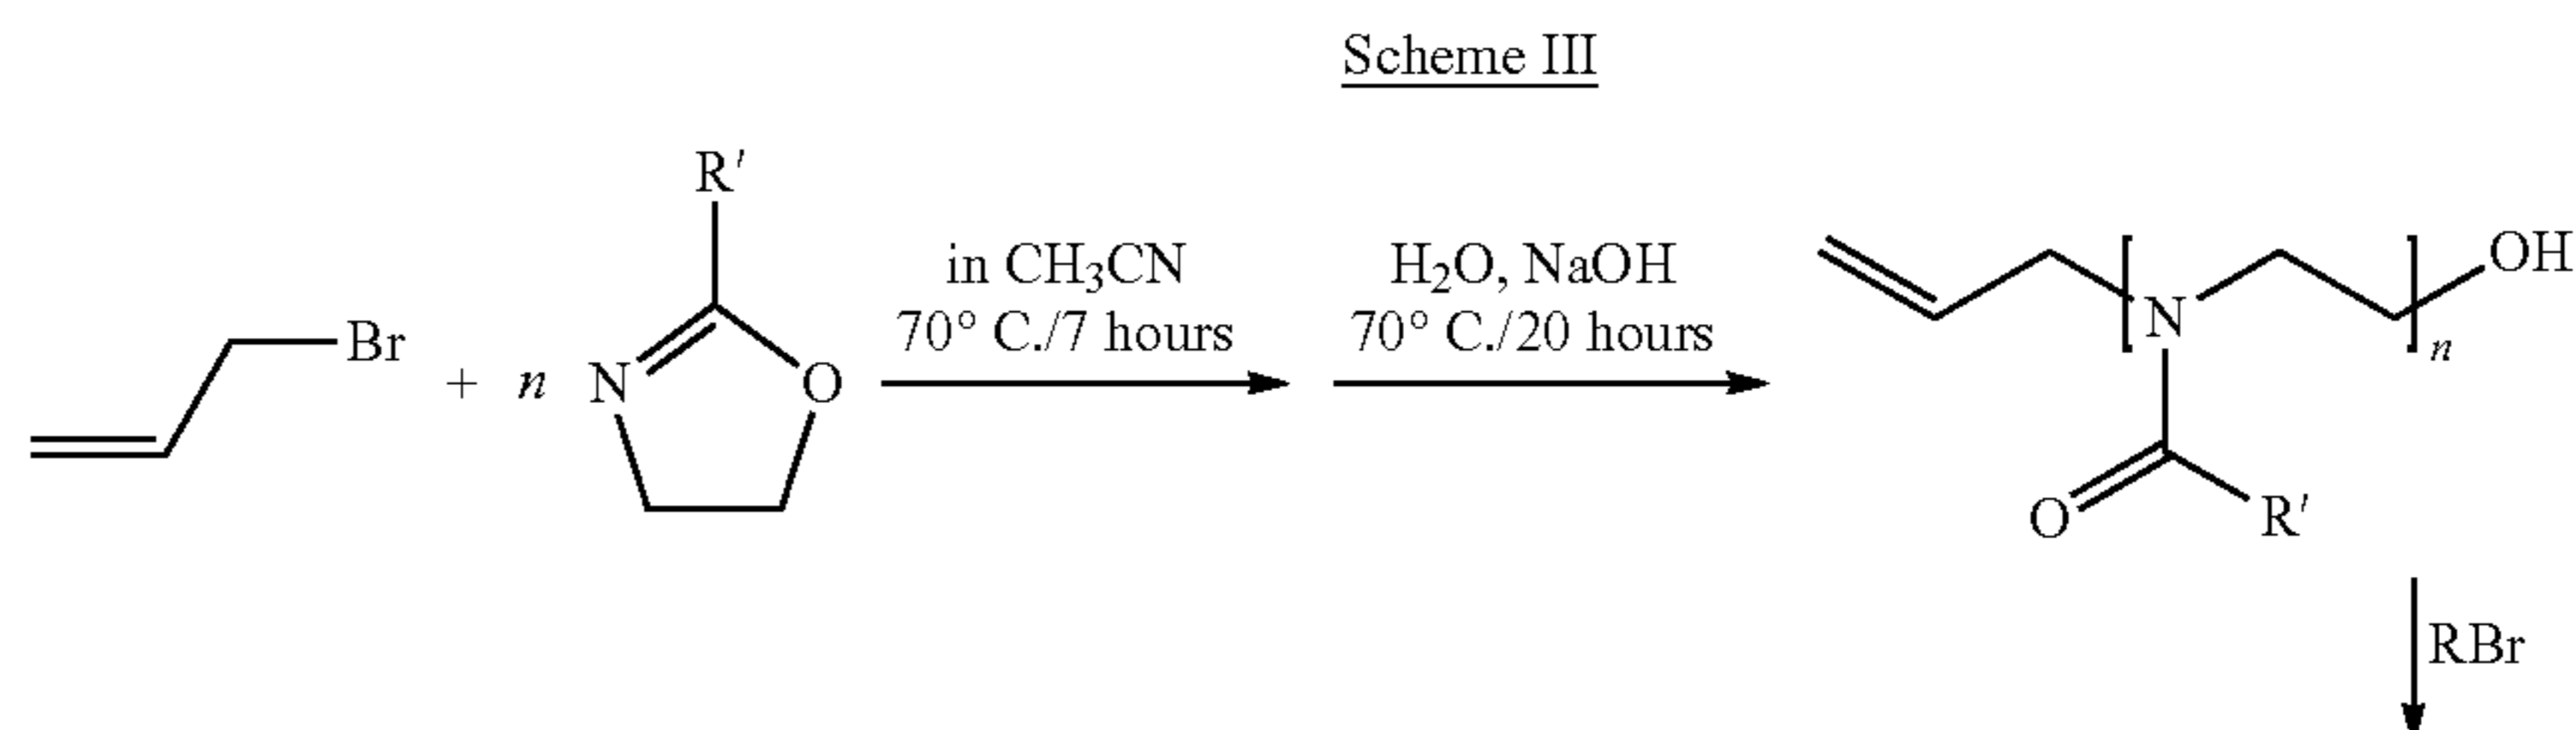 Scheme III
R'
Br
+ n
N
O
in CH₃CN
70° C./7 hours
H₂O, NaOH
70° C./20 hours
N
OH
n
O
R'
RBr